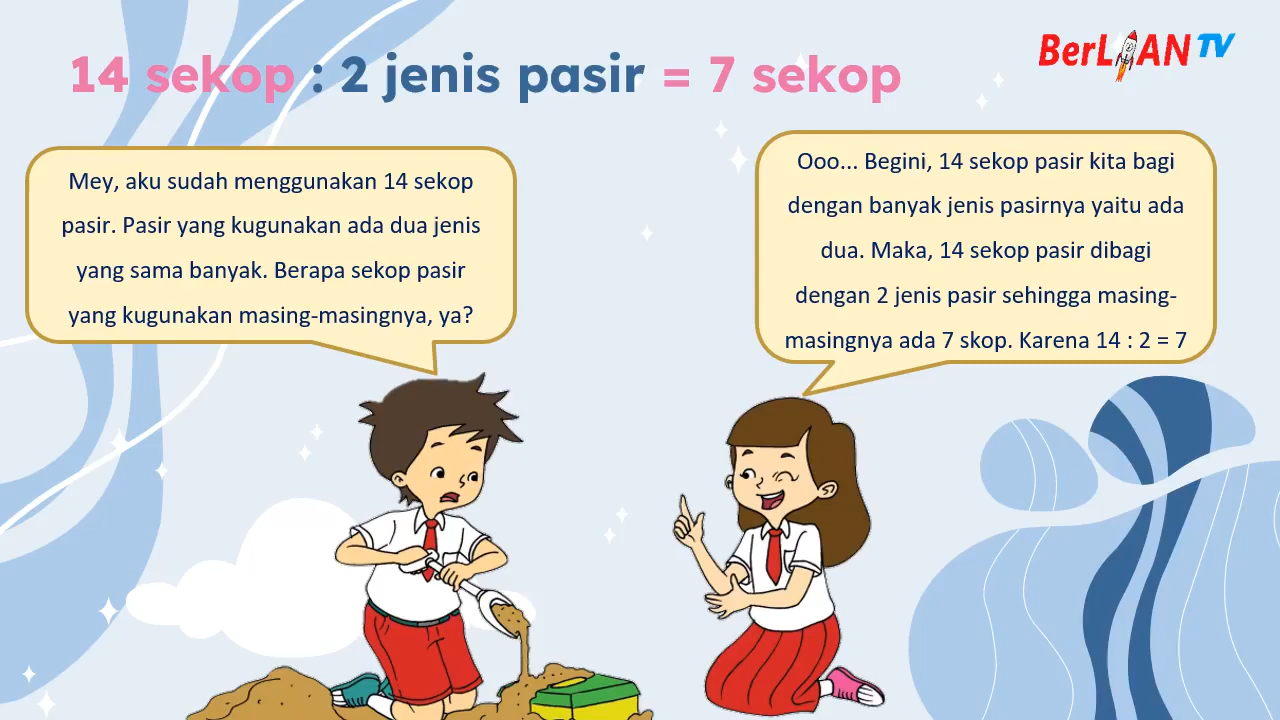 14 sekop : 2 jenis pasir = 7 sekop
BerLIAN TV
Mey, aku sudah menggunakan 14 sekop
pasir. Pasir yang kugunakan ada dua jenis
yang sama banyak. Berapa sekop pasir
yang kugunakan masing-masingnya, ya?
Ooo... Begini, 14 sekop pasir kita bagi
dengan banyak jenis pasirnya yaitu ada
dua. Maka, 14 sekop pasir dibagi
dengan 2 jenis pasir sehingga masing-
masingnya ada 7 skop. Karena 14 : 2 = 7